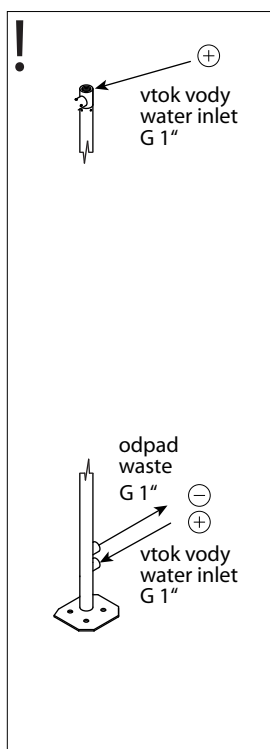 !
+
vtok vody
water inlet
G 1“
odpad
waste
G 1“
−
+
vtok vody
water inlet
G 1“